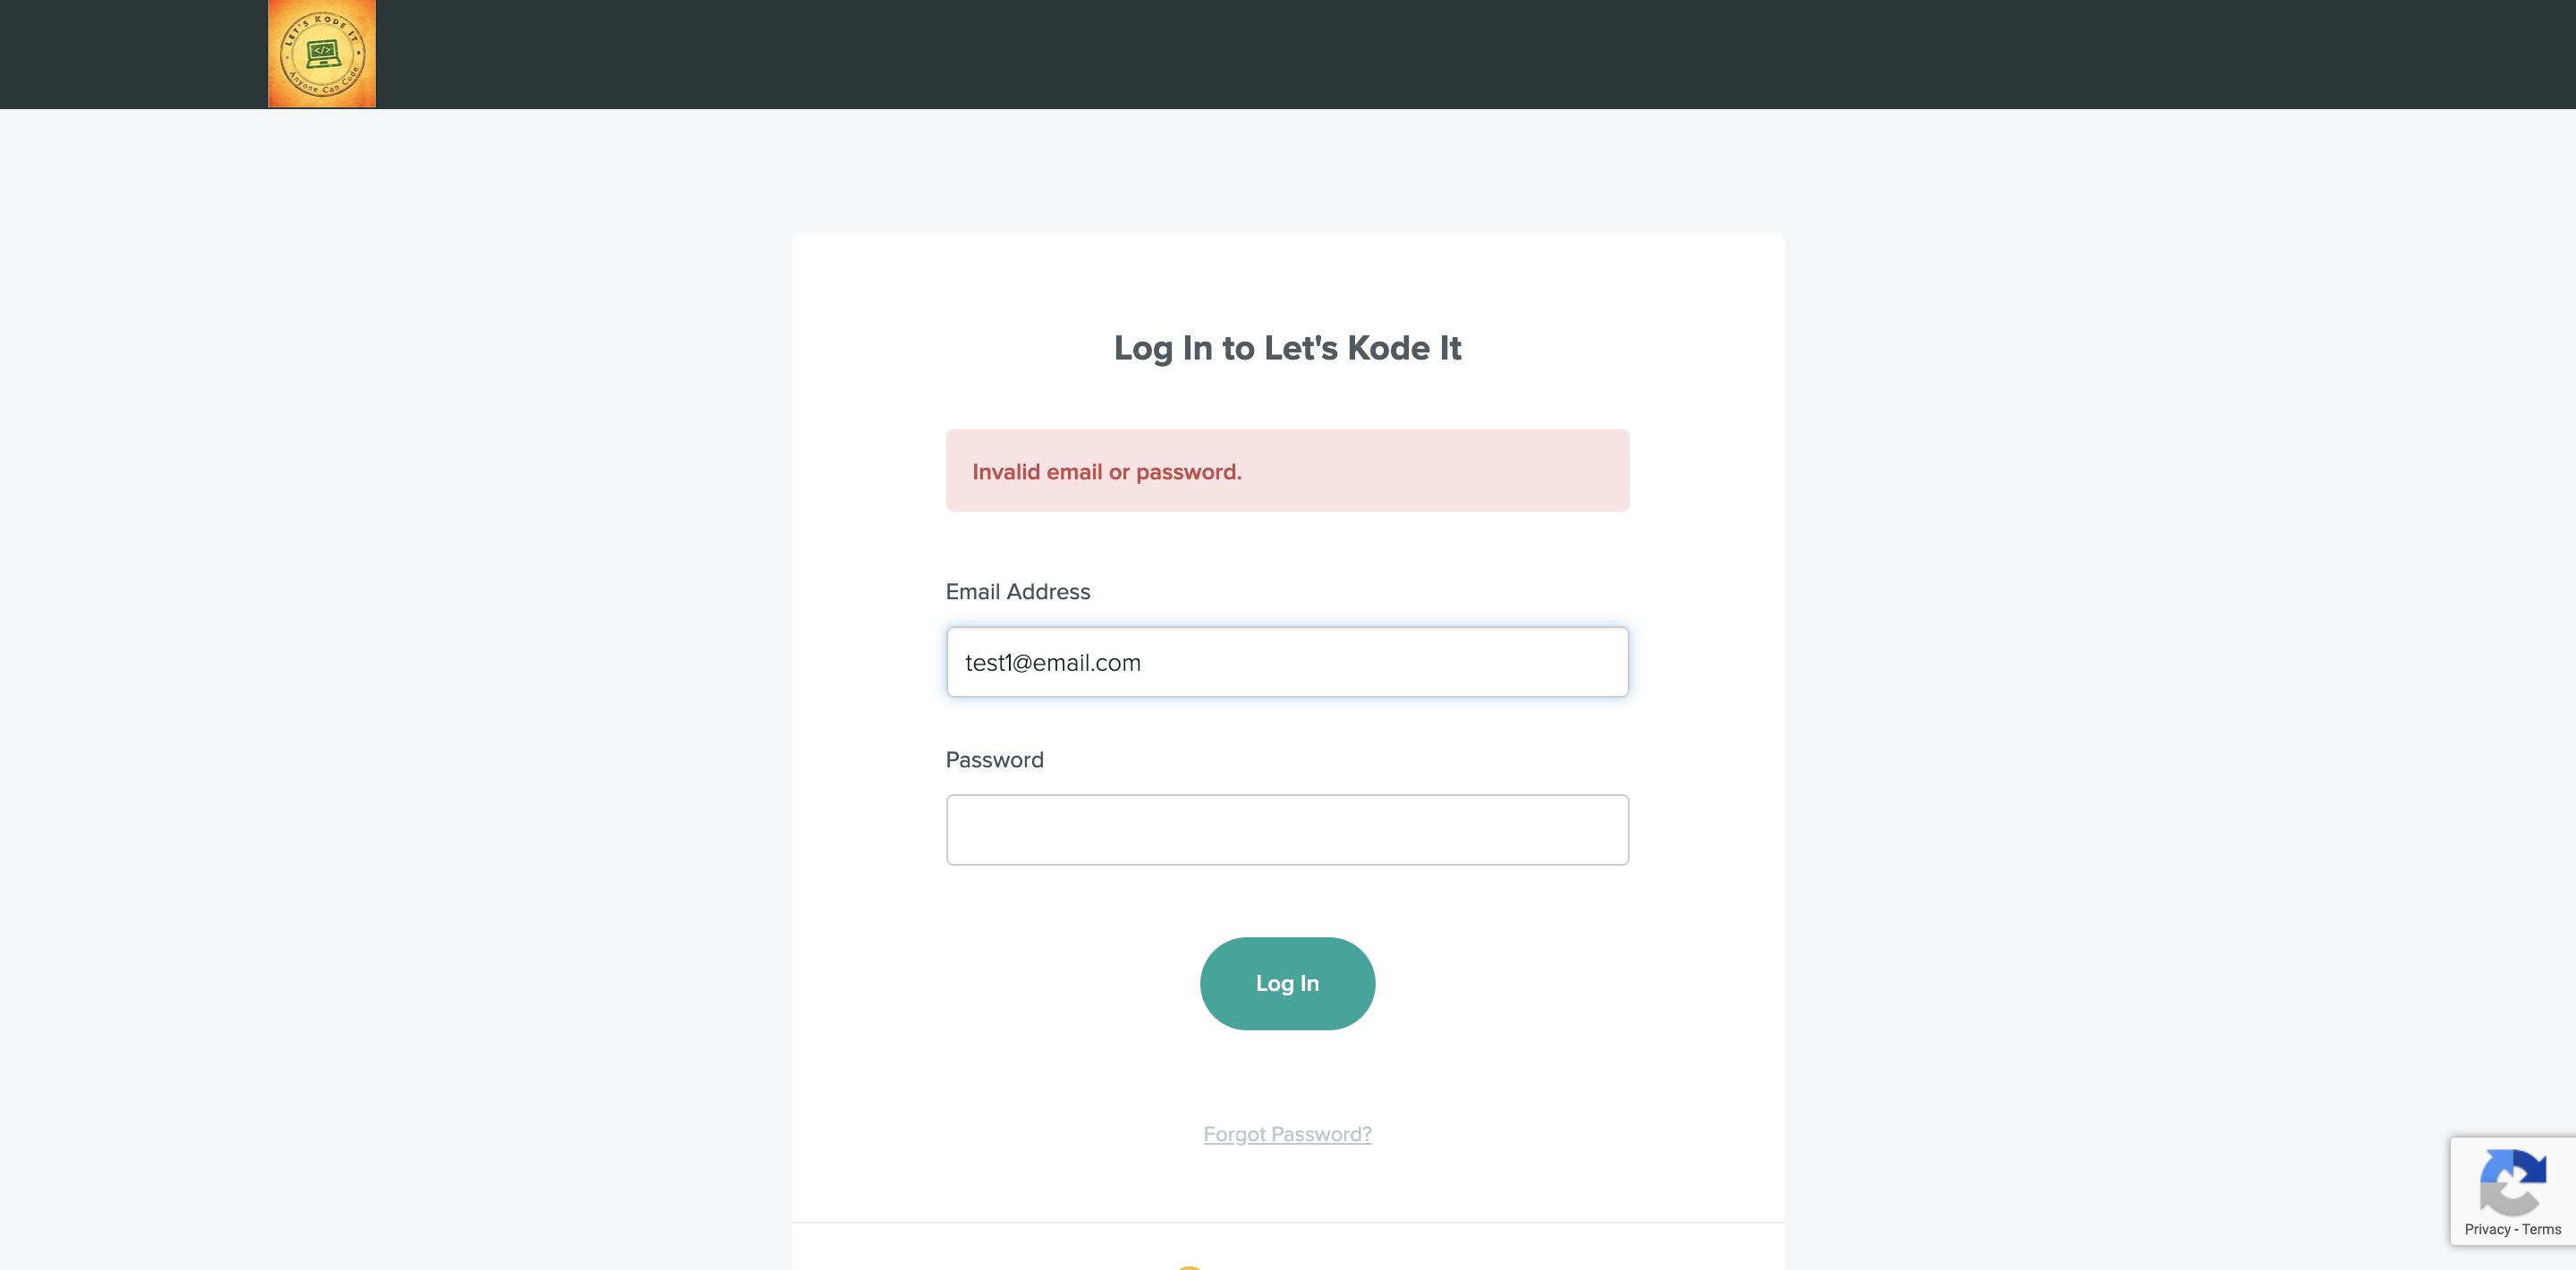 LET'S KODE IT
</>
Anyone Can Code
Log In to Let's Kode It
Invalid email or password.
Email Address
test1@email.com
Password
Log In
Forgot Password?
Privacy - Terms